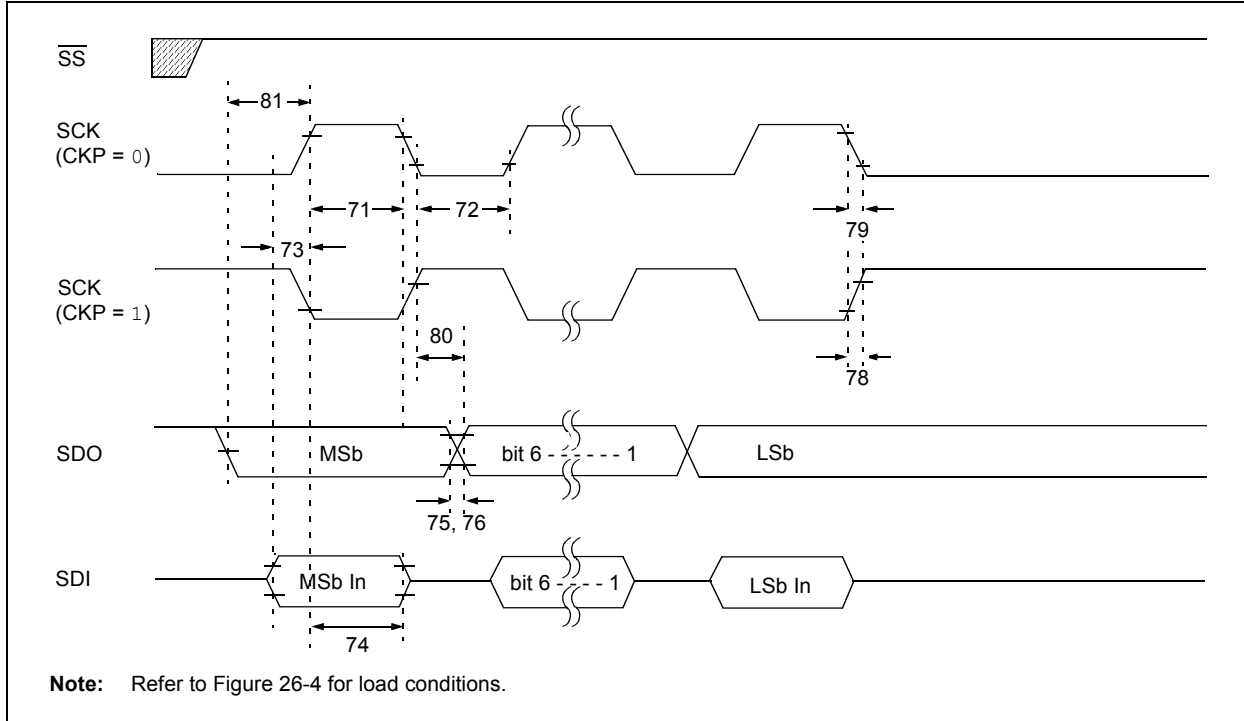 SS
81
SCK
(CKP = 0)
71
72
79
73
SCK
(CKP = 1)
80
78
SDO
MSb
bit 6 - - - - - - 1
LSb
75, 76
SDI
MSb In
bit 6 - - - - - 1
LSb In
74
Note: Refer to Figure 26-4 for load conditions.